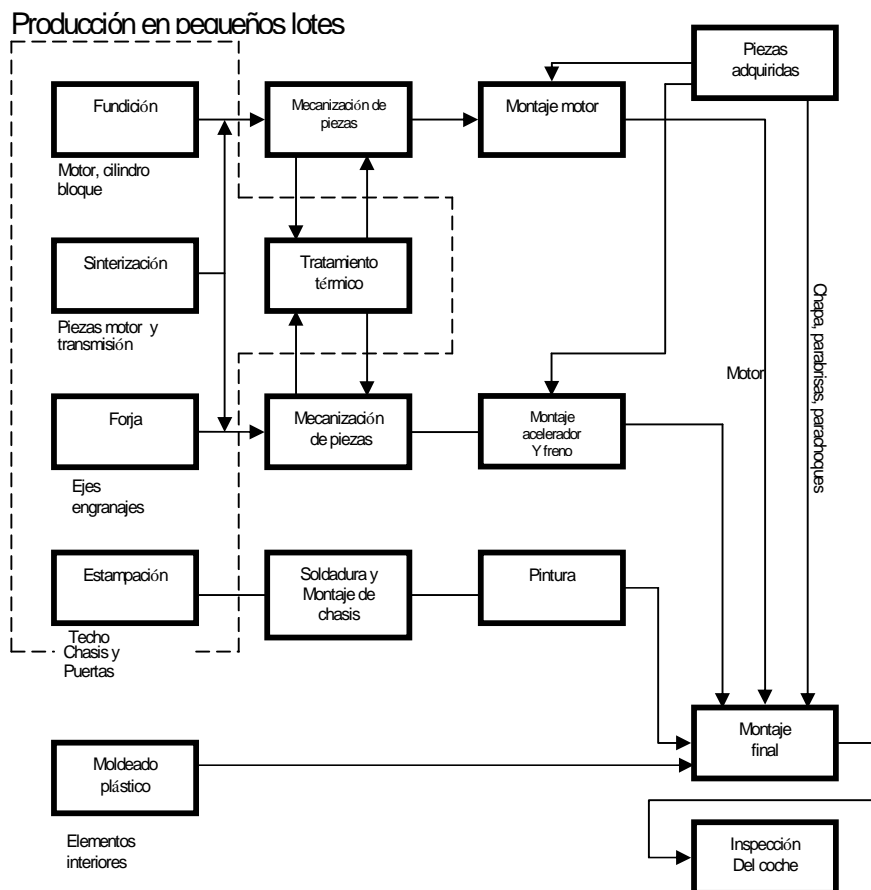 Producción en pequeños lotes
Piezas
adquiridas
Fundición
Mecanización de
piezas
Montaje motor
Motor, cilindro
bloque
Sinterización
Tratamiento
térmico
Piezas motor y
transmisión
Chapa, parabrisas, parachoques
Motor
Forja
Mecanización
de piezas
Montaje
acelerador
Y freno
Ejes
engranajes
Estampación
Soldadura y
Montaje de
chasis
Pintura
Techo
Chasis y
Puertas
Montaje
final
Moldeado
plástico
Elementos
interiores
Inspección
Del coche